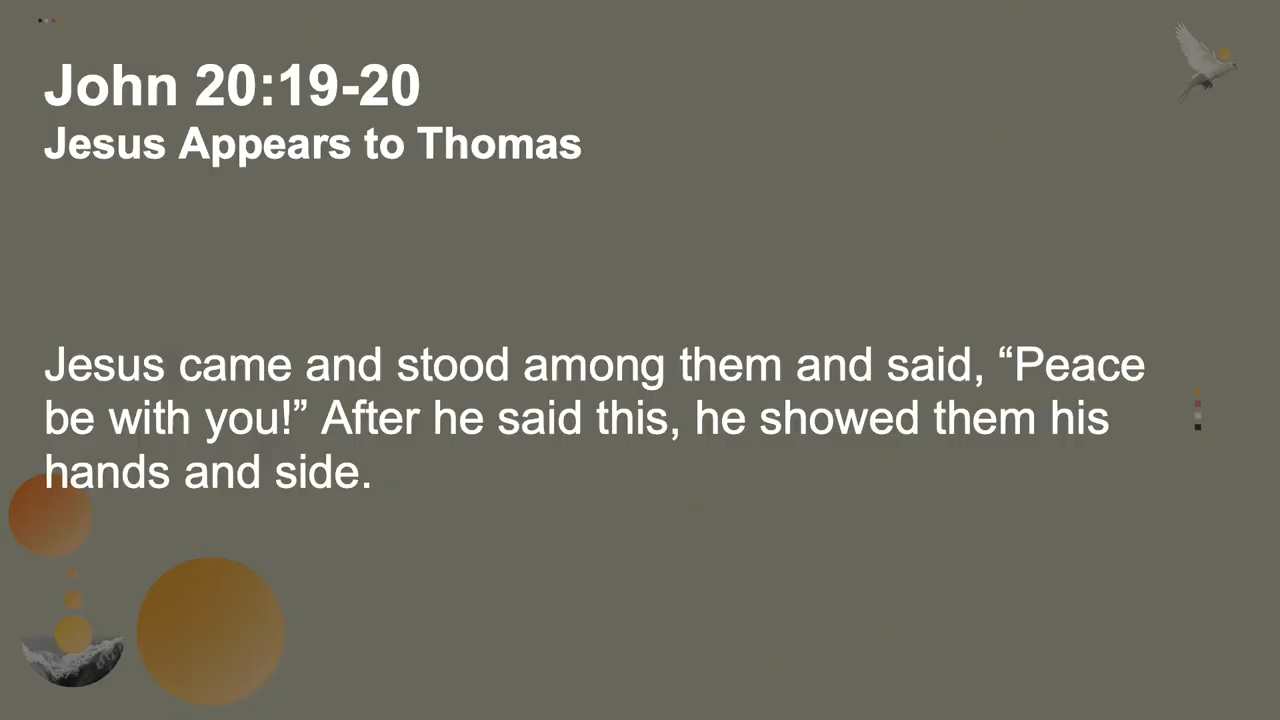 John 20:19-20
Jesus Appears to Thomas
Jesus came and stood among them and said, “Peace
be with you!” After he said this, he showed them his
hands and side.